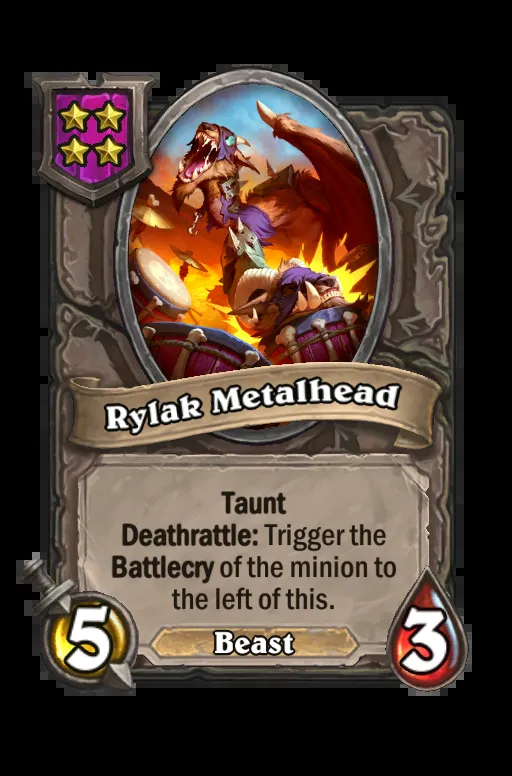 Rylak Metalhead
Taunt
Deathrattle: Trigger the
Battlecry of the minion to
the left of this.
5
Beast
3